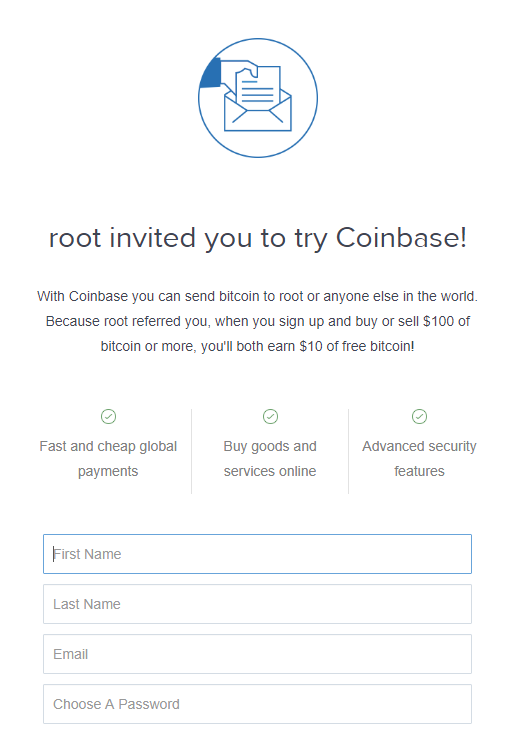 root invited you to try Coinbase!
With Coinbase you can send bitcoin to root or anyone else in the world.
Because root referred you, when you sign up and buy or sell $100 of
bitcoin or more, you'll both earn $10 of free bitcoin!
Fast and cheap global
payments
Buy goods and
services online
Advanced security
features
First Name
Last Name
Email
Choose A Password